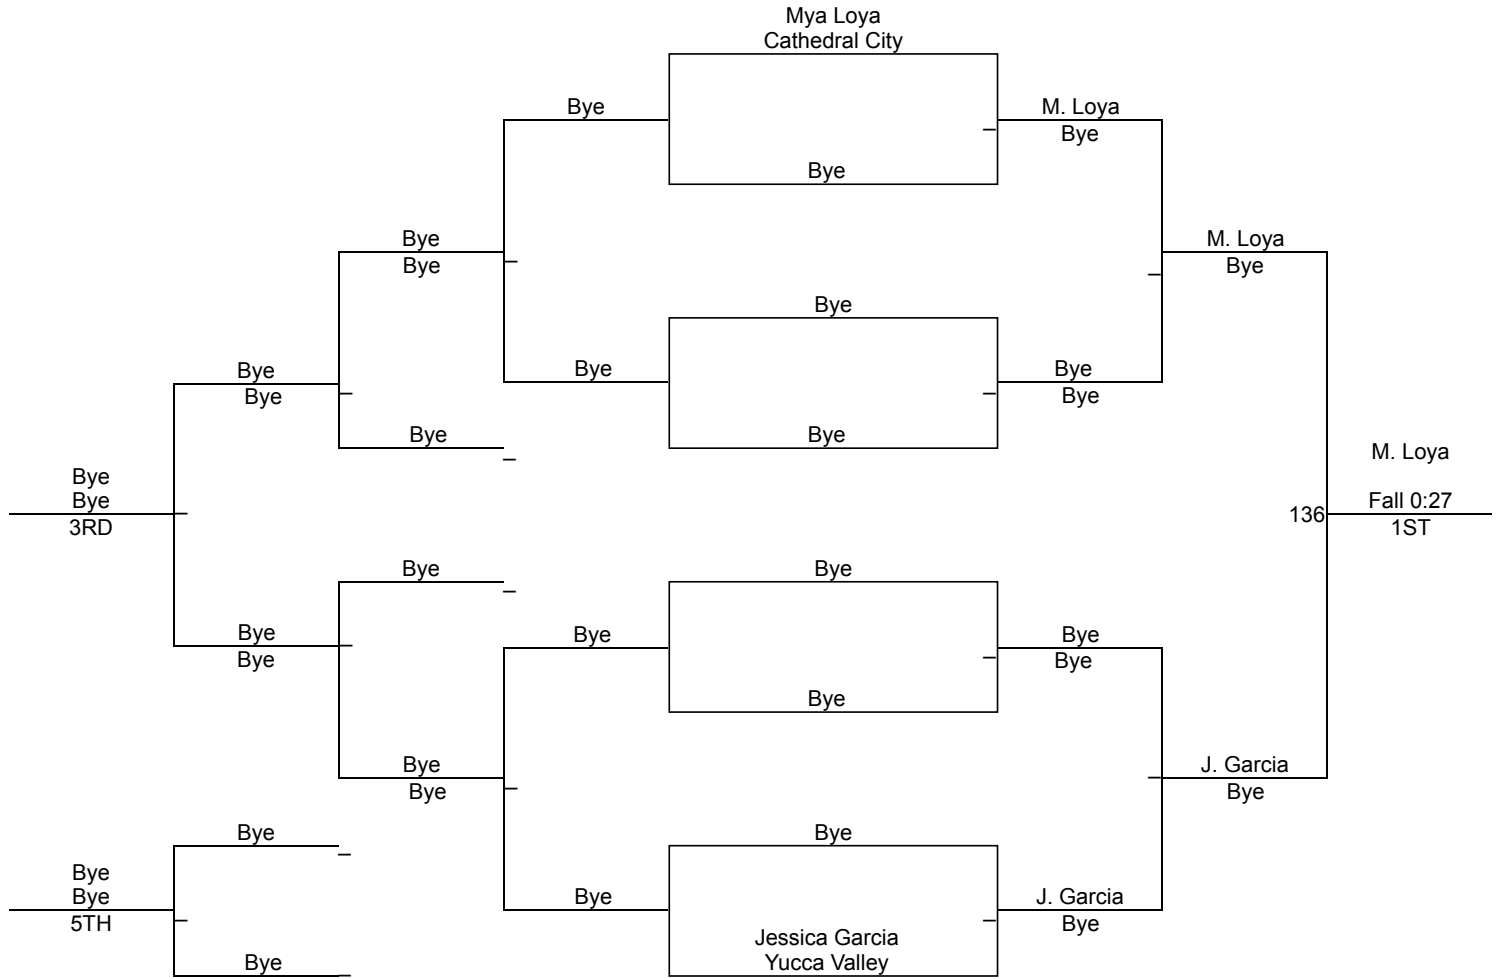 Mya Loya
Cathedral City
Bye
M. Loya
Bye
Bye
Bye
Bye
M. Loya
Bye
Bye
Bye
Bye
Bye
Bye
Bye
Bye
Bye
Bye
M. Loya
Bye
Bye
3RD
136
Fall 0:27
1ST
Bye
Bye
Bye
Bye
Bye
Bye
Bye
Bye
Bye
Bye
J. Garcia
Bye
Bye
Bye
Bye
Bye
Bye
5TH
Bye
J. Garcia
Bye
Jessica Garcia
Yucca Valley
Bye